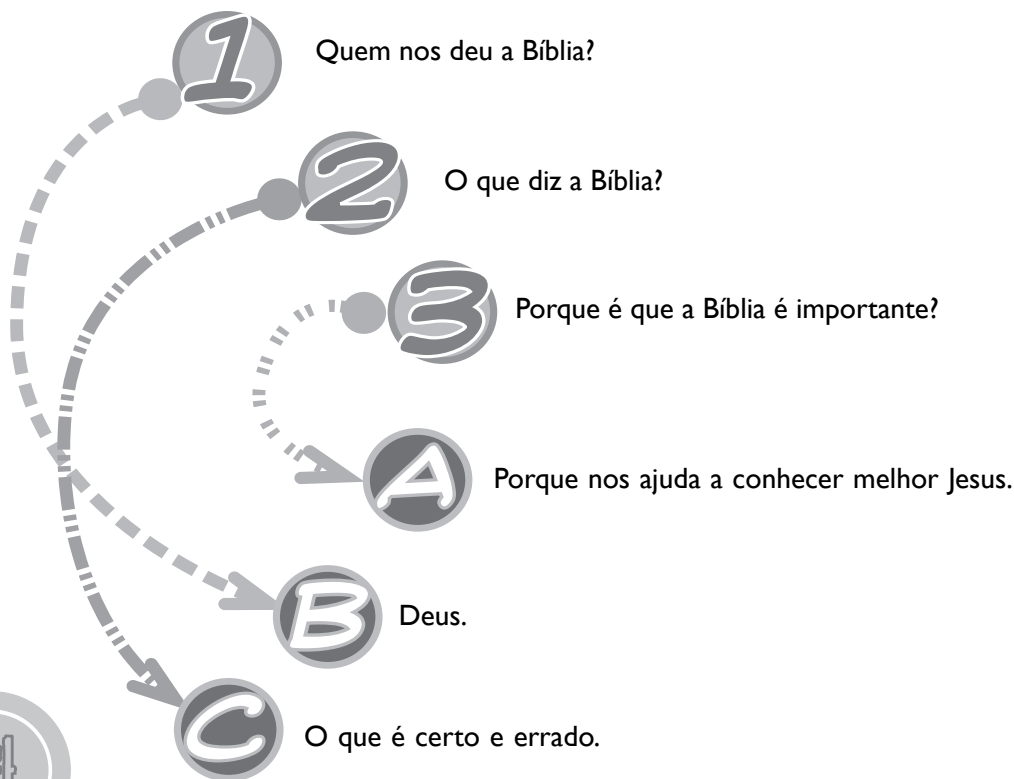 1 Quem nos deu a Bíblia?
2 O que diz a Bíblia?
3 Porque é que a Bíblia é importante?
A Porque nos ajuda a conhecer melhor Jesus.
B Deus.
C O que é certo e errado.